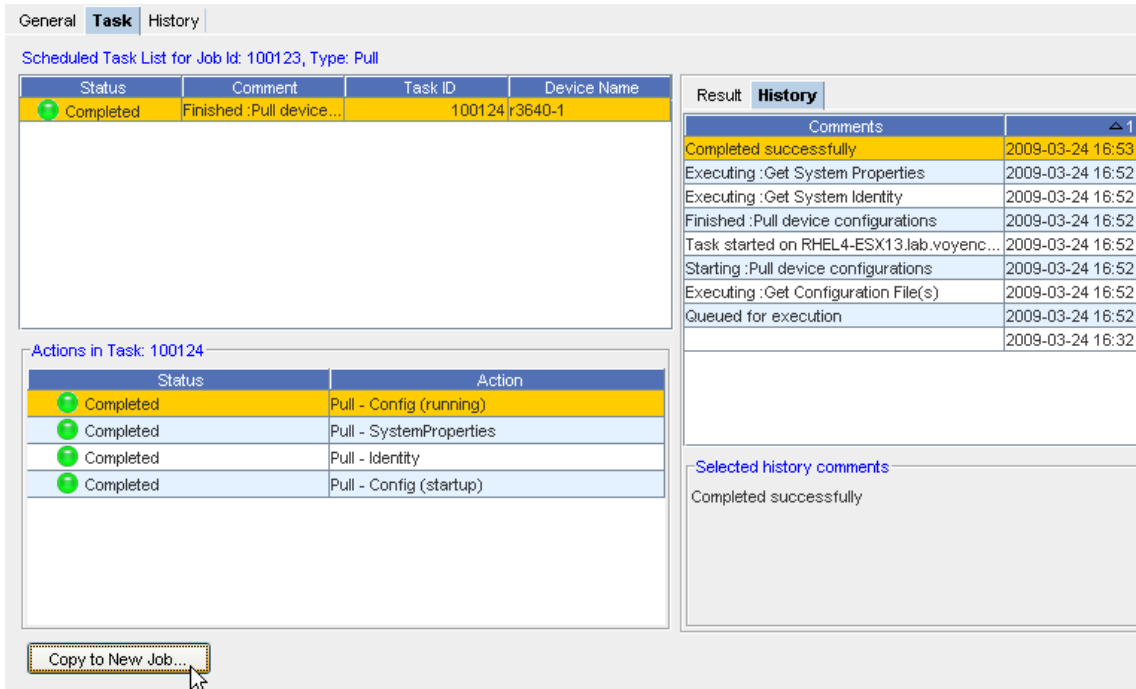 General Task History
Scheduled Task List for Job Id: 100123, Type: Pull
Status Comment Task ID Device Name
Completed Finished :Pull device... 100124 r3640-1
Actions in Task: 100124
Status Action
Completed Pull - Config (running)
Completed Pull - SystemProperties
Completed Pull - Identity
Completed Pull - Config (startup)
Copy to New Job...
Result History
Comments 1
Completed successfully 2009-03-24 16:53
Executing :Get System Properties 2009-03-24 16:52
Executing :Get System Identity 2009-03-24 16:52
Finished :Pull device configurations 2009-03-24 16:52
Task started on RHEL4-ESX13.lab.voyenc... 2009-03-24 16:52
Starting :Pull device configurations 2009-03-24 16:52
Executing :Get Configuration File(s) 2009-03-24 16:52
Queued for execution 2009-03-24 16:52
2009-03-24 16:32
Selected history comments
Completed successfully